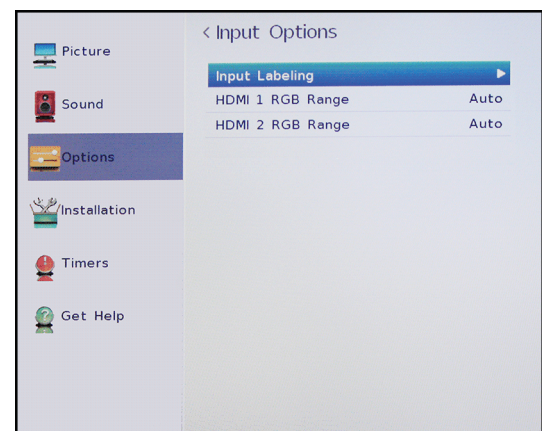 < Input Options
Picture
Sound
Options
Installation
Timers
Get Help
Input Labeling
HDMI 1 RGB Range Auto
HDMI 2 RGB Range Auto